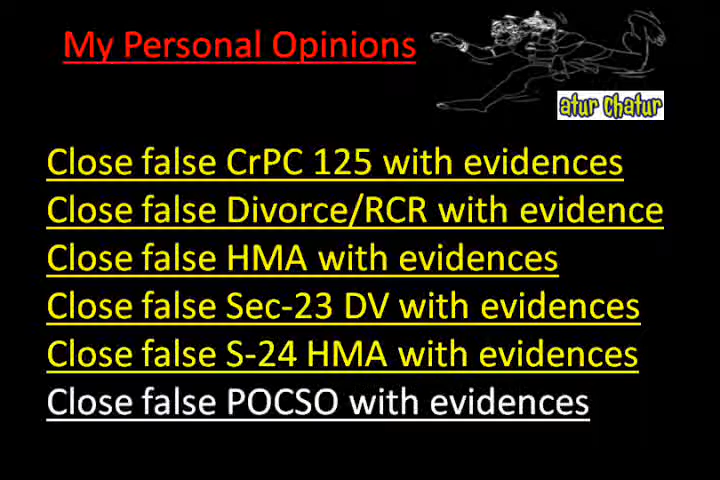 My Personal Opinions
atur Chatur
Close false CrPC 125 with evidences
Close false Divorce/RCR with evidence
Close false HMA with evidences
Close false Sec-23 DV with evidences
Close false S-24 HMA with evidences
Close false POCSO with evidences